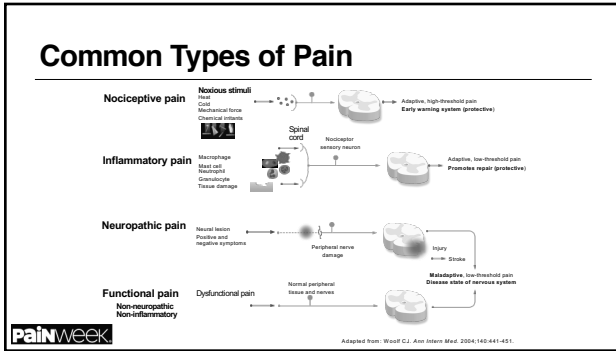 Common Types of Pain
Nociceptive pain
Noxious stimuli
Heat
Cold
Mechanical force
Chemical irritants
Adaptive, high-threshold pain
Early warning system (protective)
Spinal
cord
Nociceptor
sensory neuron
Inflammatory pain
Macrophage
Mast cell
Neutrophil
Granulocyte
Tissue damage
Adaptive, low-threshold pain
Promotes repair (protective)
Neuropathic pain
Neural lesion
Positive and
negative symptoms
Peripheral nerve
damage
Injury
Stroke
Maladaptive, low-threshold pain
Disease state of nervous system
Functional pain
Non-neuropathic
Non-inflammatory
Dysfunctional pain
Normal peripheral
tissue and nerves
PAINWEEK.
Adapted from: Woolf CJ. Ann Intern Med. 2004;140:441-451.